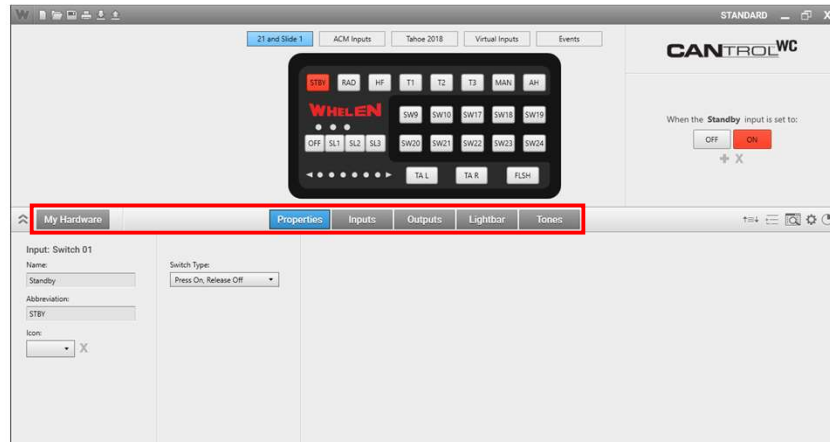 W STANDARD X
21 and Slide 1 ACM Inputs Tahoe 2018 Virtual Inputs Events
CANTROLWC
STBY RAD HF T1 T2 T3 MAN AH
WHELEN SW9 SW10 SW17 SW18 SW19
OFF SL1 SL2 SL3 SW20 SW21 SW22 SW23 SW24
TA L TA R FLSH
When the Standby input is set to:
OFF ON
+ X
My Hardware Properties Inputs Outputs Lightbar Tones
Input: Switch 01
Name: Switch Type:
Standby Press On, Release Off
Abbreviation:
STBY
Icon:
X